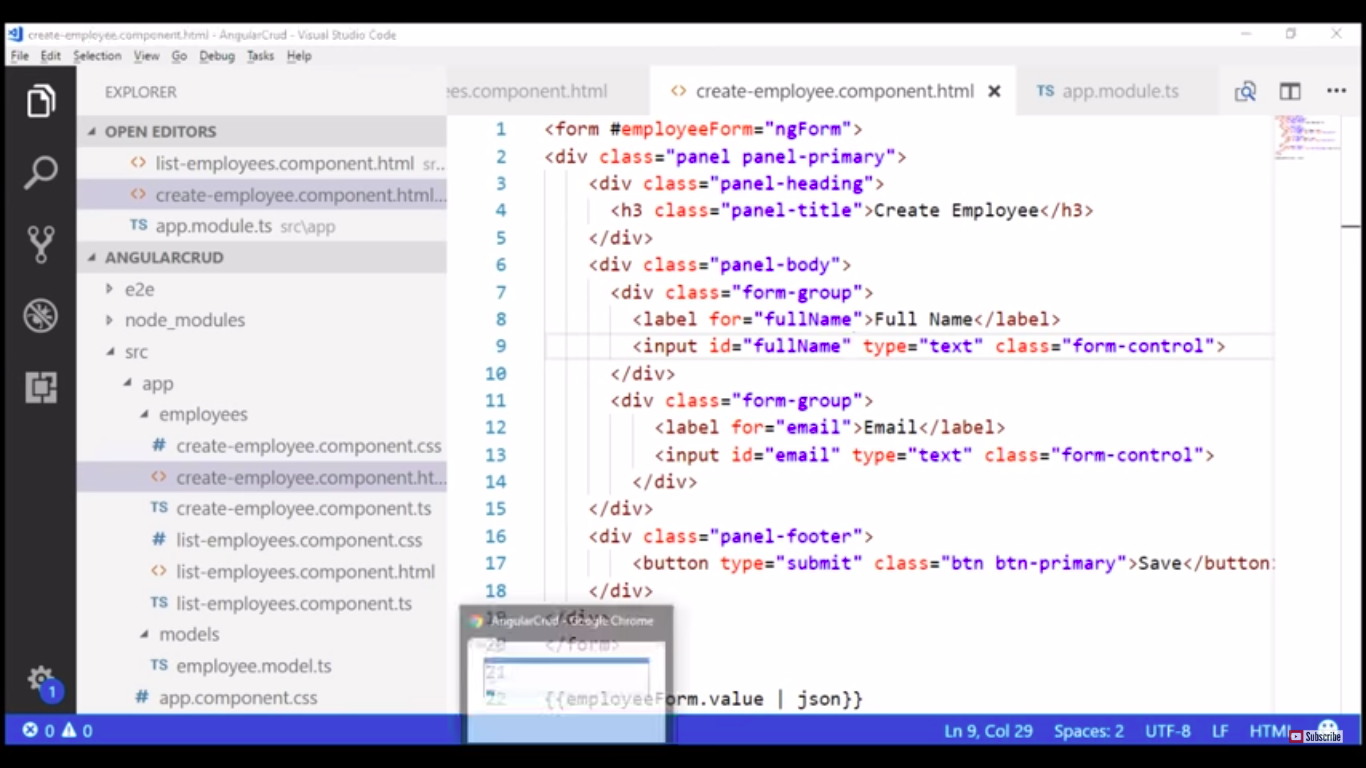 create-employee.component.html - AngularCrud - Visual Studio Code
File Edit Selection View Go Debug Tasks Help
EXPLORER
OPEN EDITORS
list-employees.component.html sr...
create-employee.component.html...
TS app.module.ts src\app
ANGULARCRUD
e2e
node_modules
src
app
employees
# create-employee.component.css
create-employee.component.ht...
TS create-employee.component.ts
# list-employees.component.css
<> list-employees.component.html
TS list-employees.component.ts
models
TS employee.model.ts
# app.component.css
1
ees.component.html <> create-employee.component.html × TS app.module.ts ...
1 <form #employeeForm="ngForm">
2 <div class="panel panel-primary">
3 <div class="panel-heading">
4 <h3 class="panel-title">Create Employee</h3>
5 </div>
6 <div class="panel-body">
7 <div class="form-group">
8 <label for="fullName">Full Name</label>
9 <input id="fullName" type="text" class="form-control">
10 </div>
11 <div class="form-group">
12 <label for="email">Email</label>
13 <input id="email" type="text" class="form-control">
14 </div>
15 </div>
16 <div class="panel-footer">
17 <button type="submit" class="btn btn-primary">Save</button>
18 </div>
19 </div>
20 </form>
21
22 {{employeeForm.value | json}}
AngularCrud - Google Chrome
0 0 Ln 9, Col 29 Spaces: 2 UTF-8 LF HTML
Subscribe